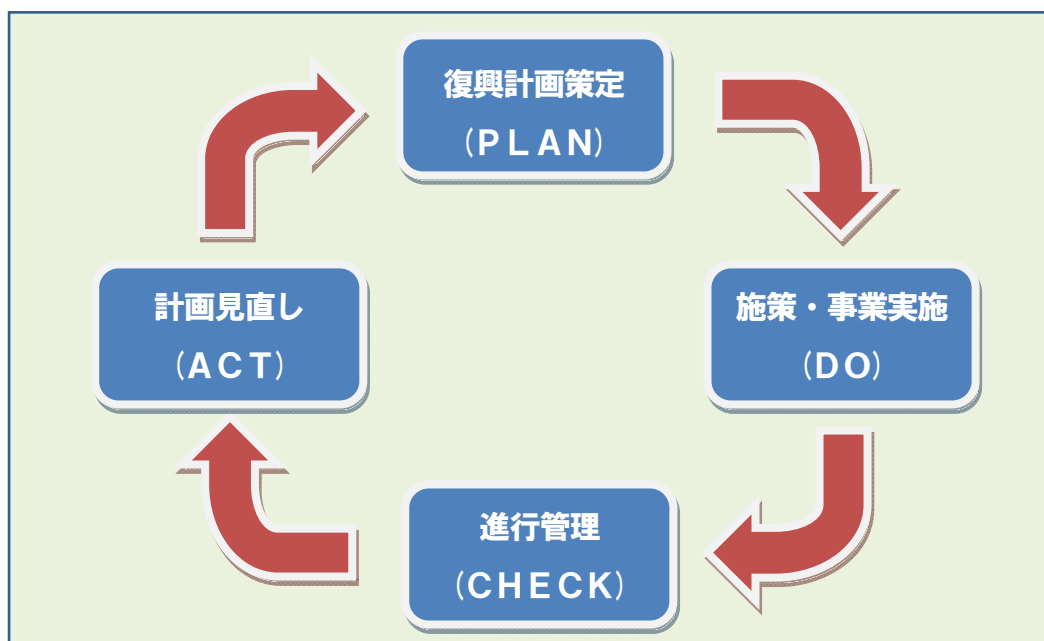 復興計画策定
(PLAN)
施策・事業実施
(DO)
進行管理
(CHECK)
計画見直し
(ACT)